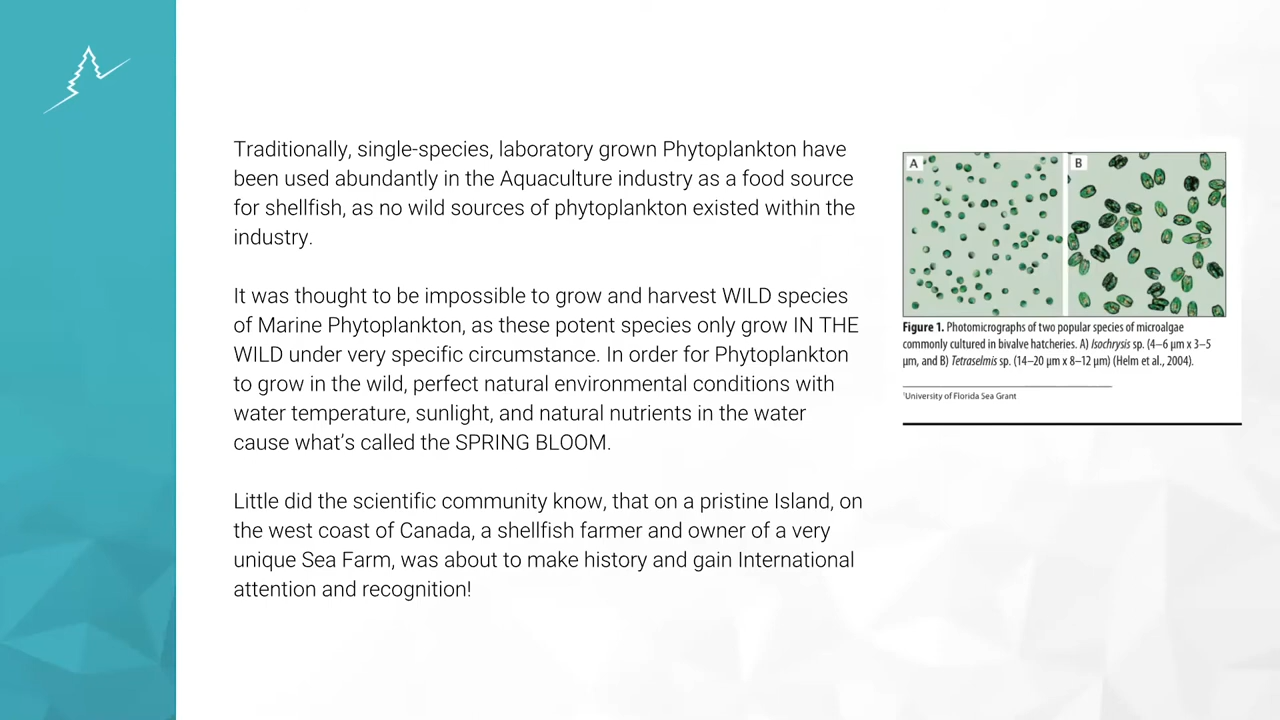 Traditionally, single-species, laboratory grown Phytoplankton have
been used abundantly in the Aquaculture industry as a food source
for shellfish, as no wild sources of phytoplankton existed within the
industry.
It was thought to be impossible to grow and harvest WILD species
of Marine Phytoplankton, as these potent species only grow IN THE
WILD under very specific circumstance. In order for Phytoplankton
to grow in the wild, perfect natural environmental conditions with
water temperature, sunlight, and natural nutrients in the water
cause what’s called the SPRING BLOOM.
Little did the scientific community know, that on a pristine Island, on
the west coast of Canada, a shellfish farmer and owner of a very
unique Sea Farm, was about to make history and gain International
attention and recognition!
A
B
Figure 1. Photomicrographs of two popular species of microalgae
commonly cultured in bivalve hatcheries. A) Isochrysis sp. (4–6 µm x 3–5
µm, and B) Tetraselmis sp. (14–20 µm x 8–12 µm) (Helm et al., 2004).
¹University of Florida Sea Grant